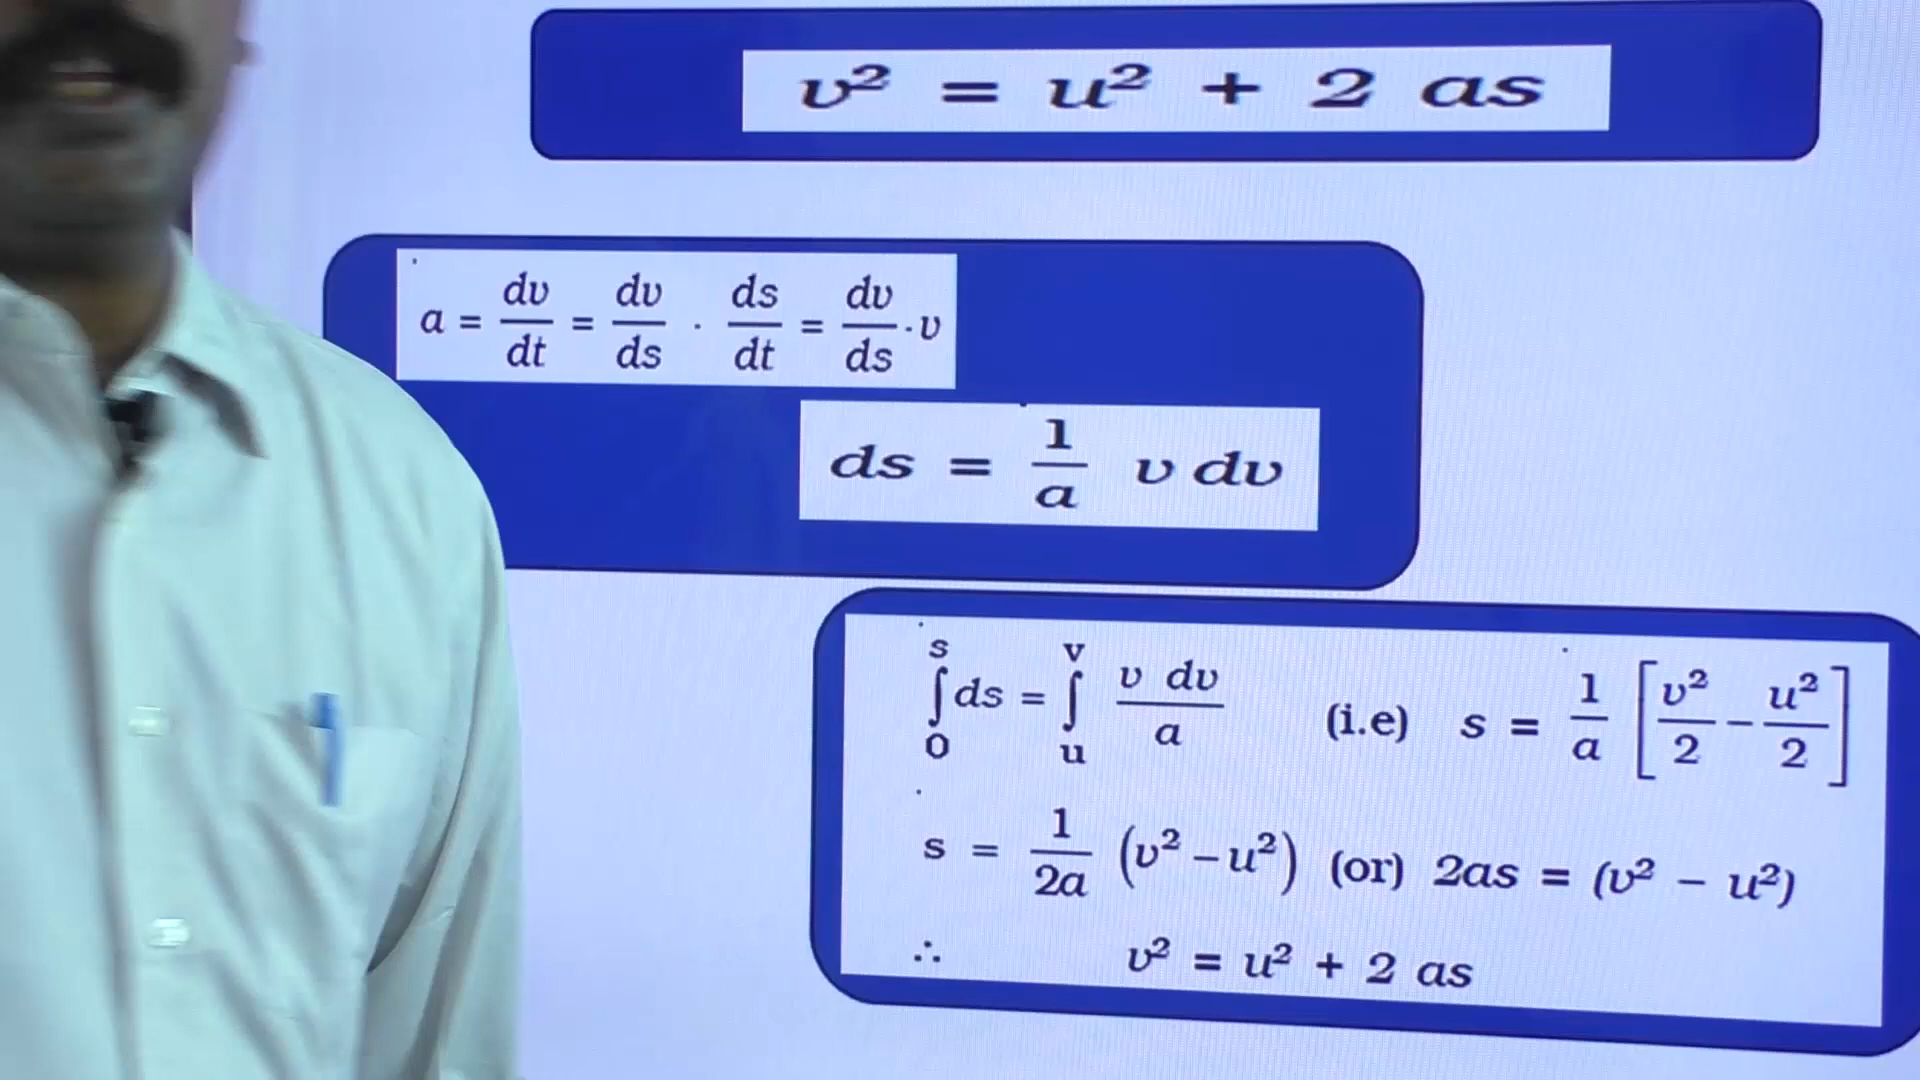 v² = u² + 2 as
a = dv/dt = dv/ds · ds/dt = dv/ds · v
ds = 1/a v dv
∫₀ˢ ds = ∫ᵤᵛ v dv/a (i.e) s = 1/a [v²/2 − u²/2]
s = 1/2a (v² − u²) (or) 2as = (v² − u²)
∴ v² = u² + 2 as